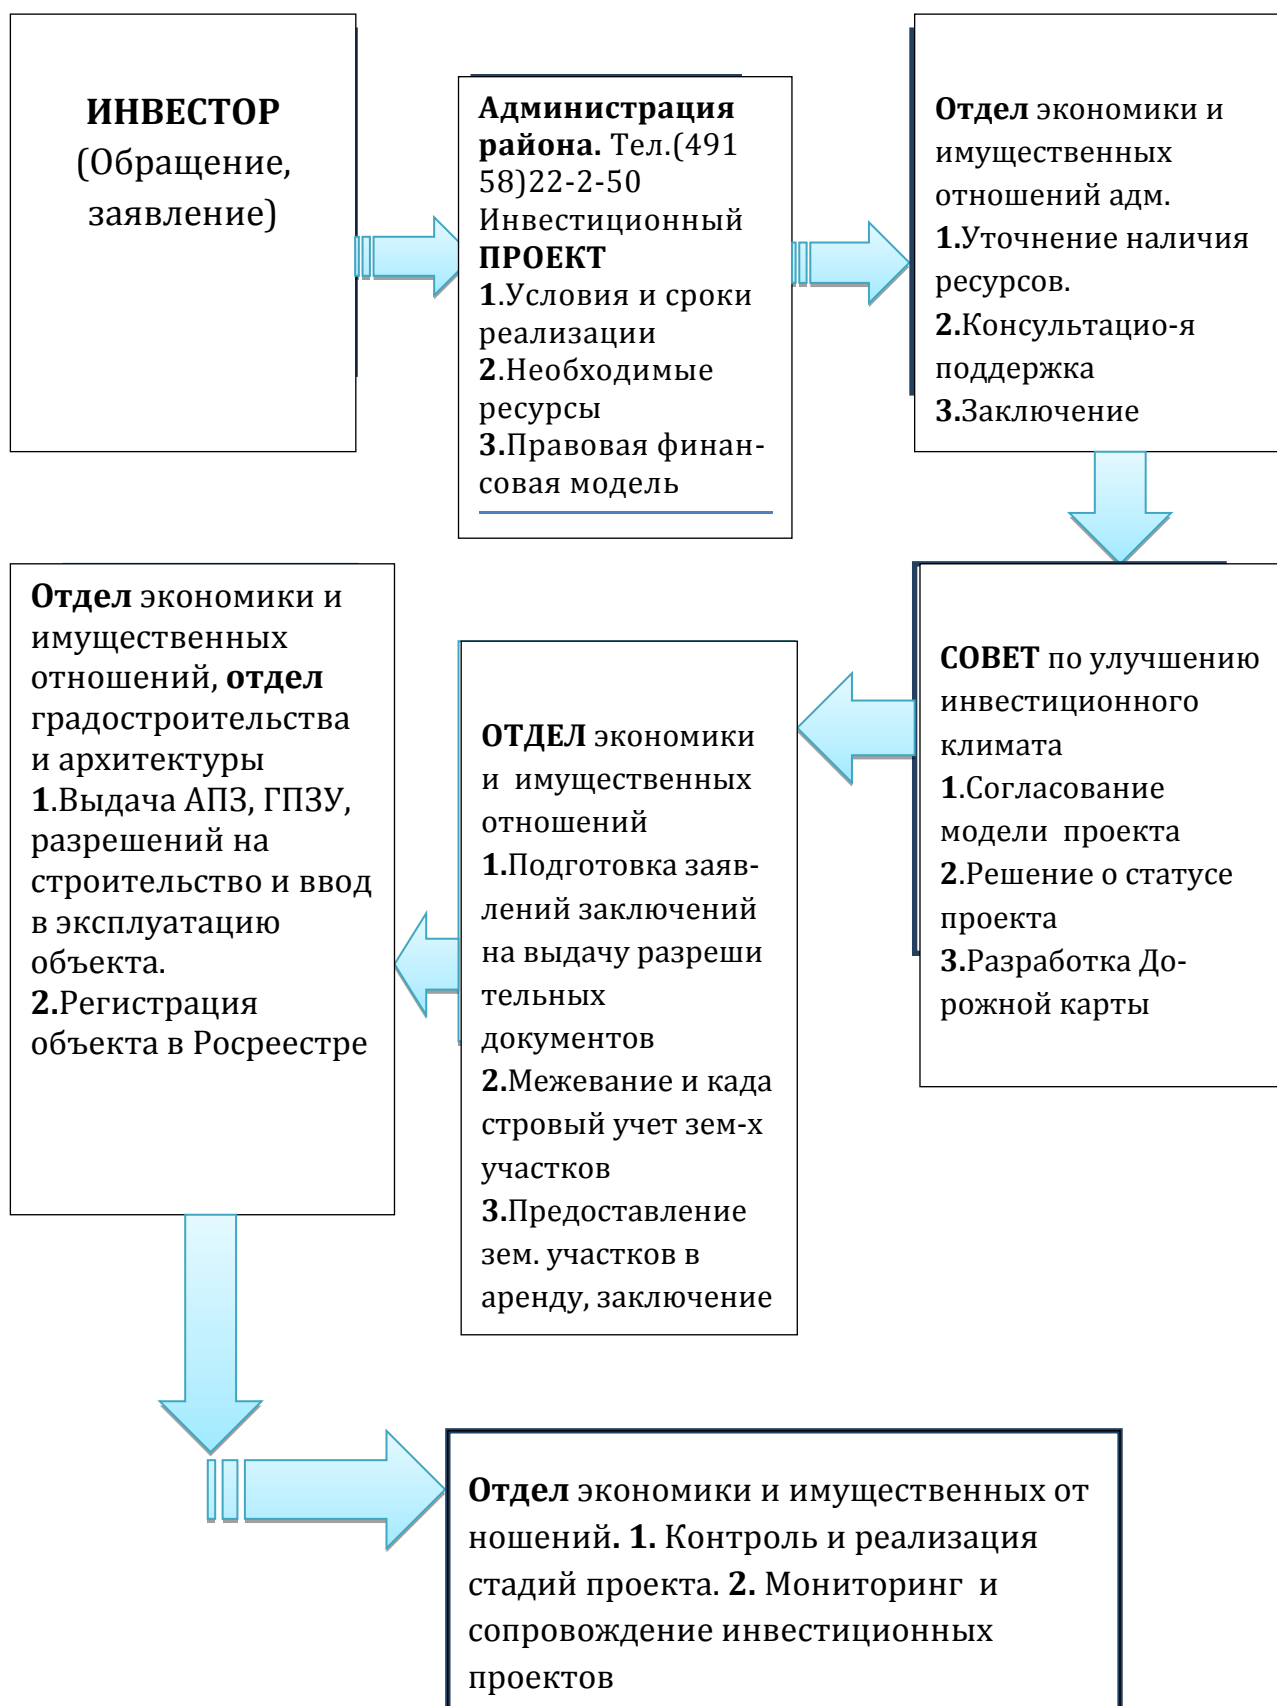 ИНВЕСТОР
(Обращение,
заявление)
Администрация
района. Тел.(491
58)22-2-50
Инвестиционный
ПРОЕКТ
1.Условия и сроки
реализации
2.Необходимые
ресурсы
3.Правовая финан-
совая модель
Отдел экономики и
имущественных
отношений адм.
1.Уточнение наличия
ресурсов.
2.Консультацио-я
поддержка
3.Заключение
СОВЕТ по улучшению
инвестиционного
климата
1.Согласование
модели проекта
2.Решение о статусе
проекта
3.Разработка До-
рожной карты
ОТДЕЛ экономики
и имущественных
отношений
1.Подготовка заяв-
лений заключений
на выдачу разреши
тельных
документов
2.Межевание и када
стровый учет зем-х
участков
3.Предоставление
зем. участков в
аренду, заключение
Отдел экономики и
имущественных
отношений, отдел
градостроительства
и архитектуры
1.Выдача АПЗ, ГПЗУ,
разрешений на
строительство и ввод
в эксплуатацию
объекта.
2.Регистрация
объекта в Росреестре
Отдел экономики и имущественных от
ношений. 1. Контроль и реализация
стадий проекта. 2. Мониторинг и
сопровождение инвестиционных
проектов